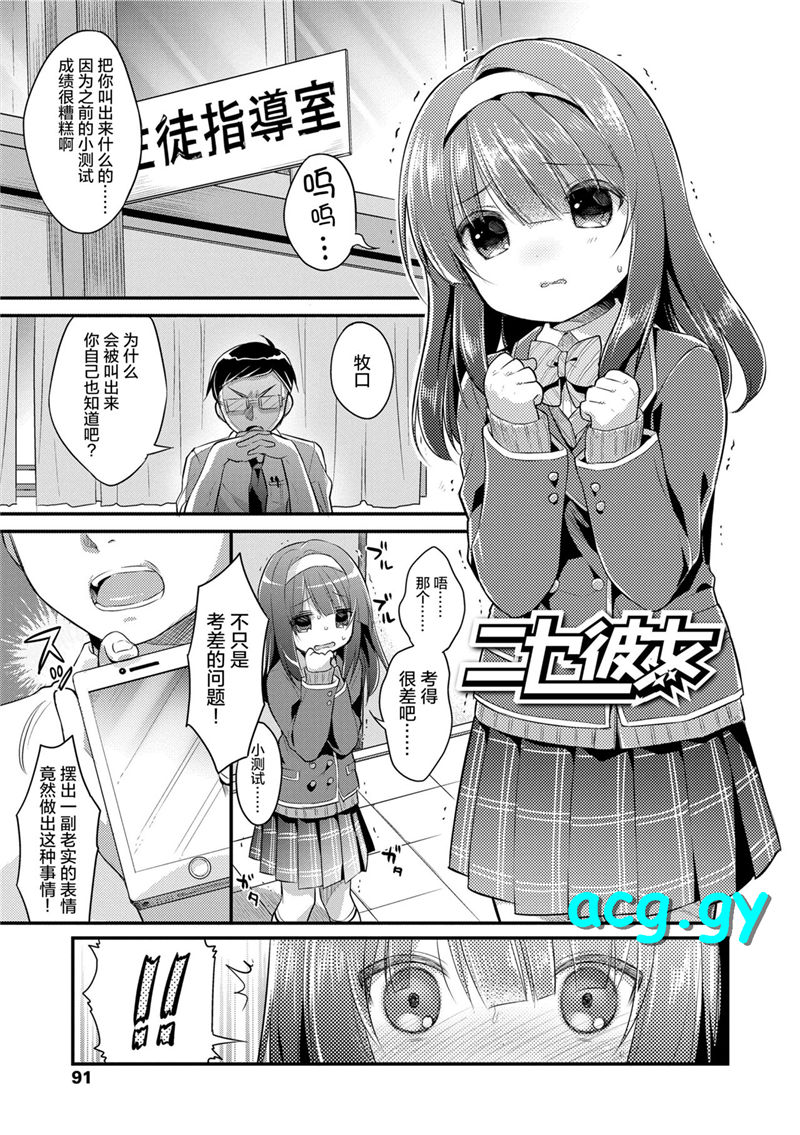 生徒指導室
把你叫出来什么的……
因为之前的小测试
成绩很糟糕啊
呜
呜…
牧口
为什么
会被叫出来
你自己也知道吧？
唔…
那个……
考得
很差吧……
小测试……
ブル
ブル
ガタ
ガタ
二セ彼女
不只是
考差的问题！
ズイッ
摆出一副老实的表情
竟然做出这种事情！
!!
acg.gy
91